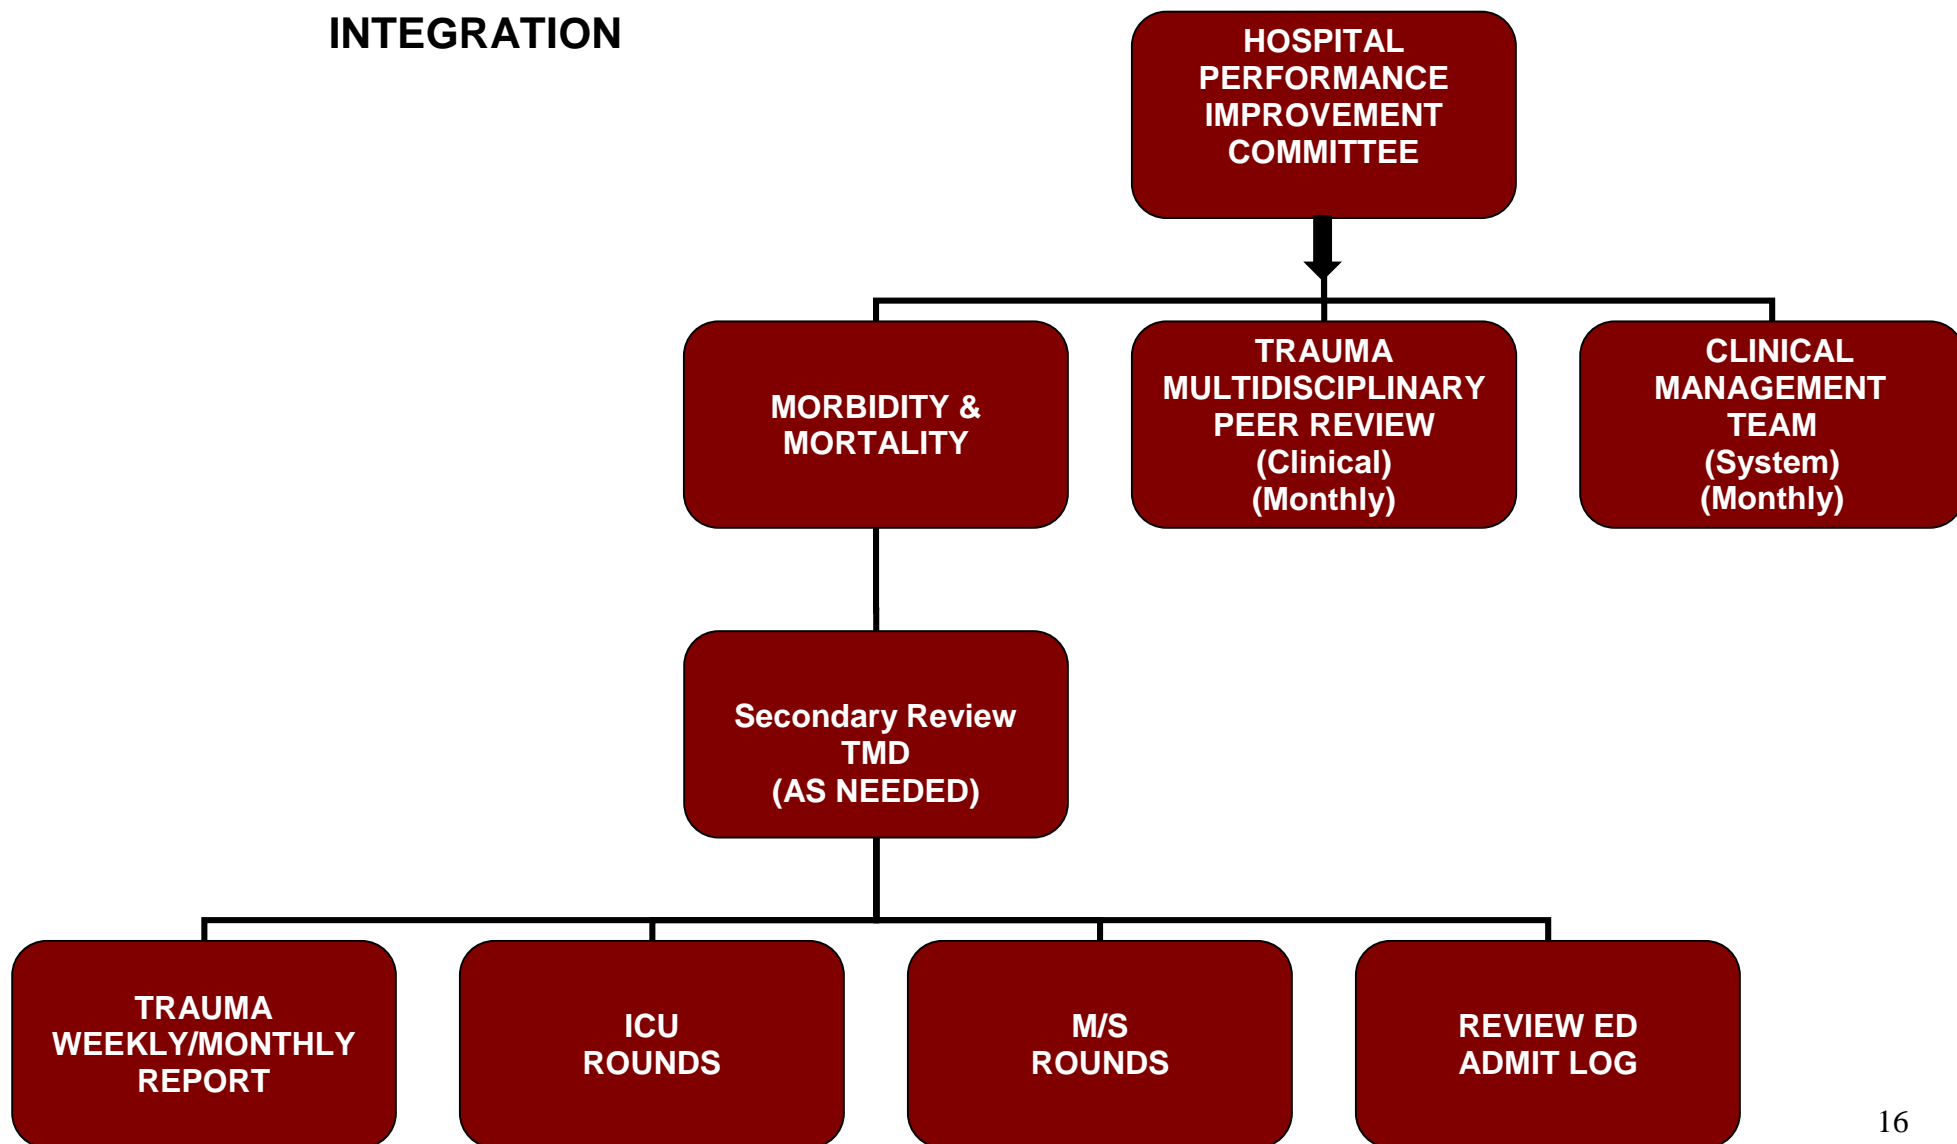 INTEGRATION
HOSPITAL
PERFORMANCE
IMPROVEMENT
COMMITTEE
MORBIDITY &
MORTALITY
TRAUMA
MULTIDISCIPLINARY
PEER REVIEW
(Clinical)
(Monthly)
CLINICAL
MANAGEMENT
TEAM
(System)
(Monthly)
Secondary Review
TMD
(AS NEEDED)
TRAUMA
WEEKLY/MONTHLY
REPORT
ICU
ROUNDS
M/S
ROUNDS
REVIEW ED
ADMIT LOG
16